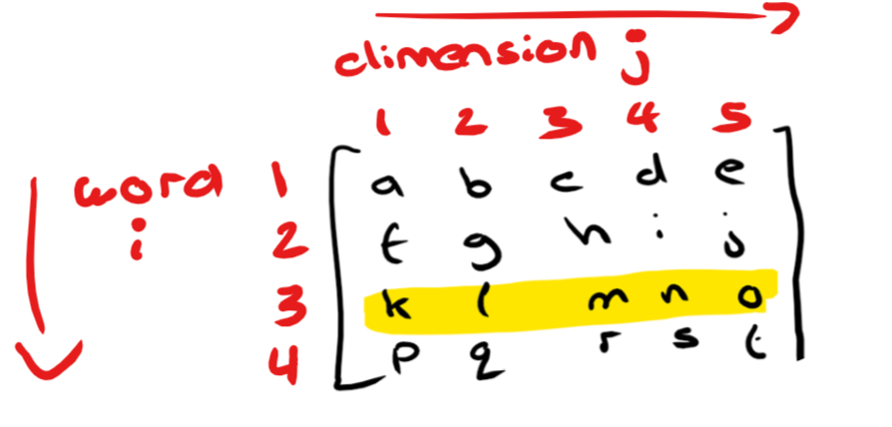 dimension j
1 2 3 4 5
word 1 a b c d e
i 2 f g h i j
3 k l m n o
4 p q r s t